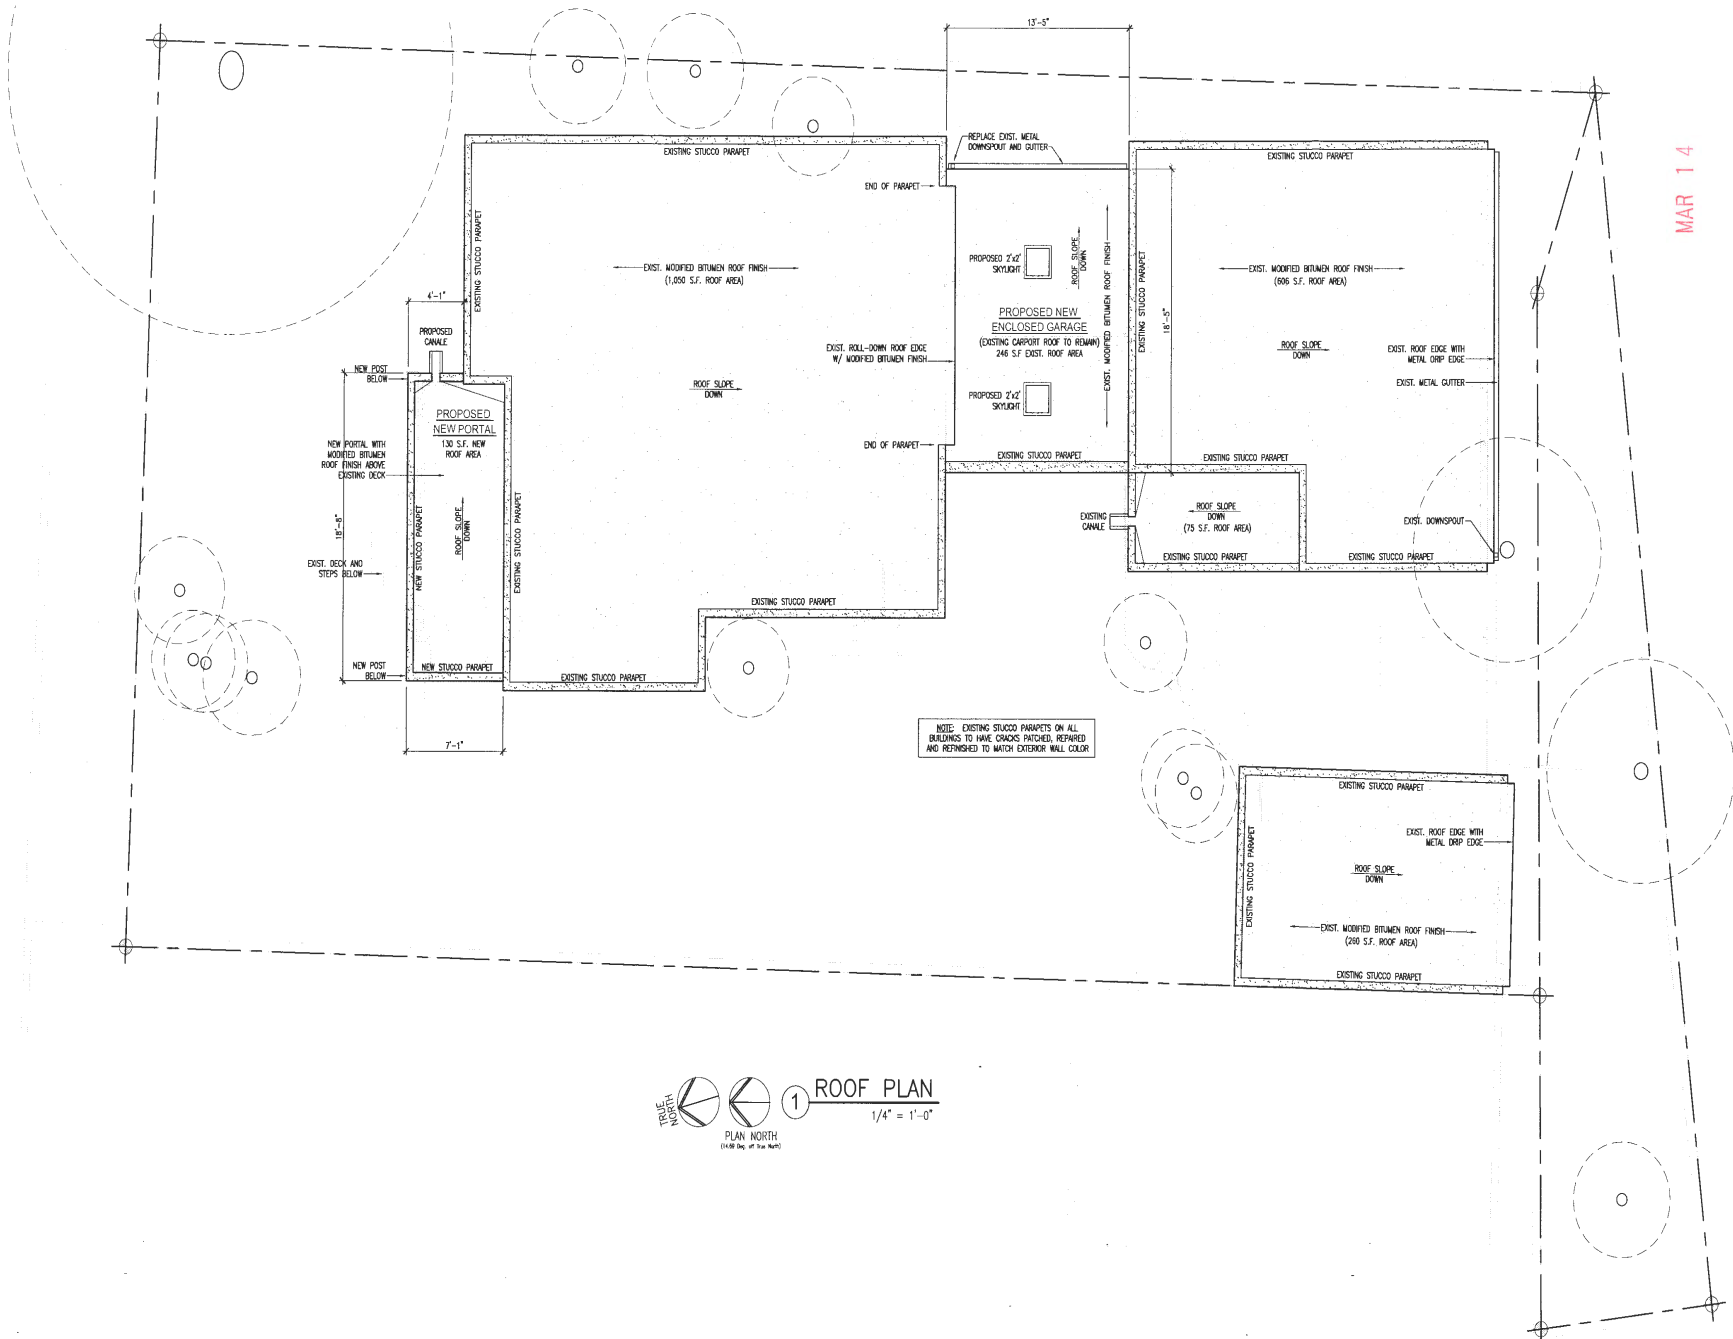 13'-5"
MAR 14
REPLACE EXIST. METAL
DOWNSPOUT AND GUTTER
EXISTING STUCCO PARAPET
EXISTING STUCCO PARAPET
END OF PARAPET
EXISTING STUCCO PARAPET
EXIST. MODIFIED BITUMEN ROOF FINISH
(1,050 S.F. ROOF AREA)
PROPOSED 2'x2'
SKYLIGHT
ROOF SLOPE
DOWN
EXIST. MODIFIED BITUMEN ROOF FINISH
EXISTING STUCCO PARAPET
18'-5"
EXIST. MODIFIED BITUMEN ROOF FINISH
(606 S.F. ROOF AREA)
4'-1"
PROPOSED
CANALE
PROPOSED NEW
ENCLOSED GARAGE
(EXISTING CARPORT ROOF TO REMAIN)
246 S.F EXIST. ROOF AREA
EXIST. ROLL-DOWN ROOF EDGE
W/ MODIFIED BITUMEN FINISH
ROOF SLOPE
DOWN
EXIST. ROOF EDGE WITH
METAL DRIP EDGE
EXIST. METAL GUTTER
NEW POST
BELOW
ROOF SLOPE
DOWN
PROPOSED 2'x2'
SKYLIGHT
PROPOSED
NEW PORTAL
130 S.F. NEW
ROOF AREA
NEW PORTAL WITH
MODIFIED BITUMEN
ROOF FINISH ABOVE
EXISTING DECK
END OF PARAPET
EXISTING STUCCO PARAPET
EXISTING STUCCO PARAPET
18'-8"
NEW STUCCO PARAPET
ROOF SLOPE
DOWN
EXISTING STUCCO PARAPET
EXISTING
CANALE
ROOF SLOPE
DOWN
(75 S.F. ROOF AREA)
EXIST. DOWNSPOUT
EXISTING STUCCO PARAPET
EXISTING STUCCO PARAPET
EXIST. DECK AND
STEPS BELOW
EXISTING STUCCO PARAPET
NEW POST
BELOW
NEW STUCCO PARAPET
EXISTING STUCCO PARAPET
7'-1"
NOTE: EXISTING STUCCO PARAPETS ON ALL
BUILDINGS TO HAVE CRACKS PATCHED, REPAIRED
AND REFINISHED TO MATCH EXTERIOR WALL COLOR
EXISTING STUCCO PARAPET
EXISTING STUCCO PARAPET
EXIST. ROOF EDGE WITH
METAL DRIP EDGE
ROOF SLOPE
DOWN
EXIST. MODIFIED BITUMEN ROOF FINISH
(260 S.F. ROOF AREA)
EXISTING STUCCO PARAPET
TRUE
NORTH
PLAN NORTH
(14.69 Deg. off True North)
1
ROOF PLAN
1/4" = 1'-0"